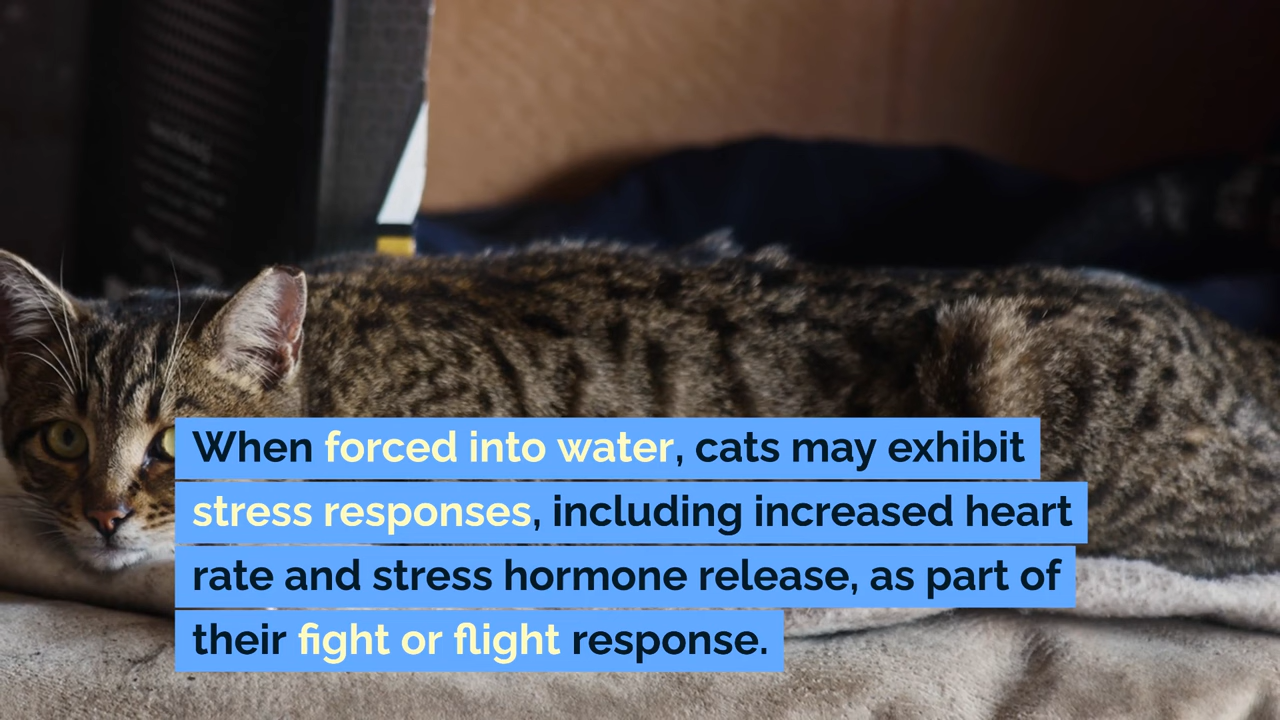 When forced into water, cats may exhibit
stress responses, including increased heart
rate and stress hormone release, as part of
their fight or flight response.